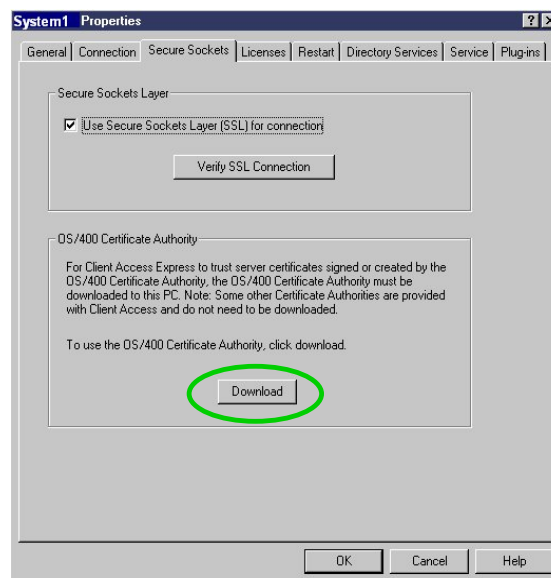 System1 Properties
General Connection Secure Sockets Licenses Restart Directory Services Service Plug-ins
Secure Sockets Layer
Use Secure Sockets Layer (SSL) for connection
Verify SSL Connection
OS/400 Certificate Authority
For Client Access Express to trust server certificates signed or created by the
OS/400 Certificate Authority, the OS/400 Certificate Authority must be
downloaded to this PC. Note: Some other Certificate Authorities are provided
with Client Access and do not need to be downloaded.
To use the OS/400 Certificate Authority, click download.
Download
OK Cancel Help